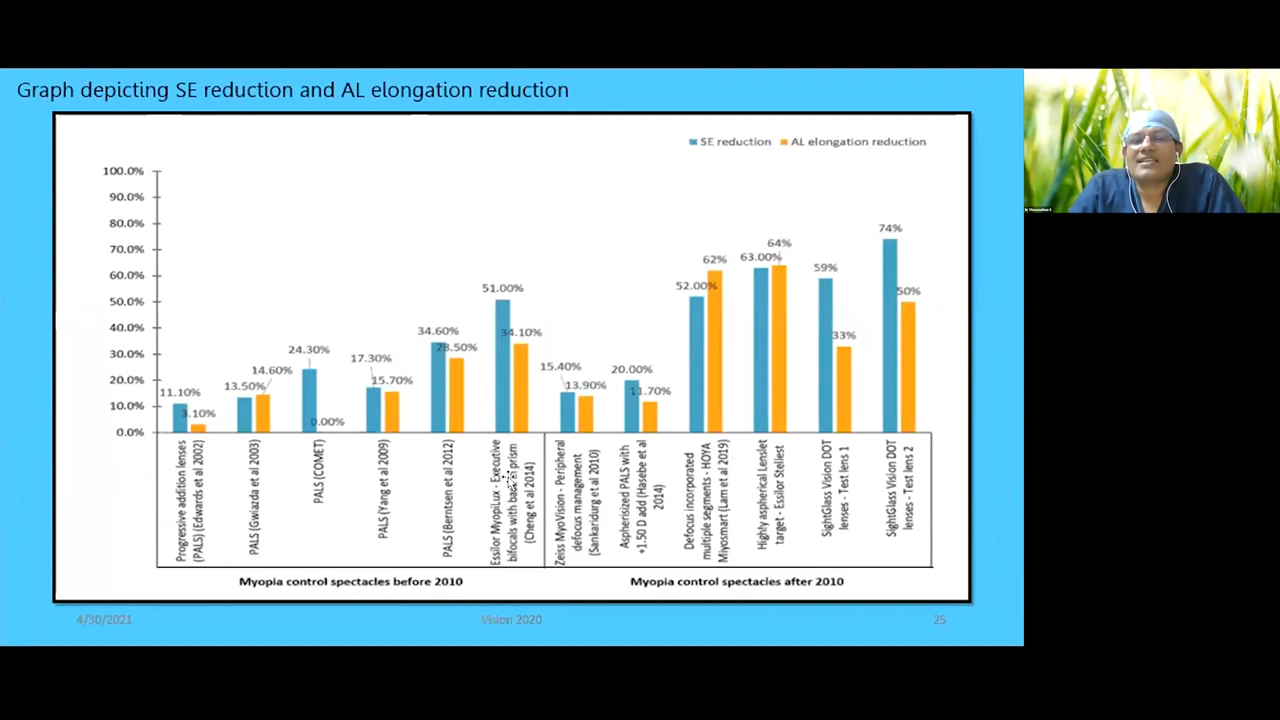 Graph depicting SE reduction and AL elongation reduction
SE reduction AL elongation reduction
100.0%
90.0%
80.0%
70.0%
60.0%
50.0%
40.0%
30.0%
20.0%
10.0%
0.0%
11.10%
3.10%
13.50%
14.60%
24.30%
0.00%
17.30%
15.70%
34.60%
28.50%
51.00%
34.10%
15.40%
13.90%
20.00%
11.70%
52.00%
62%
63.00%
64%
59%
33%
74%
50%
Progressive addition lenses
(PALS) (Edwards et al 2002)
PALS (Gwiazda et al 2003)
PALS (COMET)
PALS (Yang et al 2009)
PALS (Berntsen et al 2012)
Essilor MyopiLux - Executive
bifocals with prism
(Cheng et al 2014)
Zeiss MyoVision - Peripheral
defocus management
(Sankaridurg et al 2010)
Aspherisized PALS with
+1.50 D add (Hasebe et al
2014)
Defocus incorporated
multiple segments - HOYA
Miyosmart (Lam et al 2019)
Highly aspherical Lenslet
target - Essilor Steliest
SightGlass Vision DOT
lenses - Test lens 1
SightGlass Vision DOT
lenses - Test lens 2
Myopia control spectacles before 2010
Myopia control spectacles after 2010
4/30/2021
Vision 2020
25